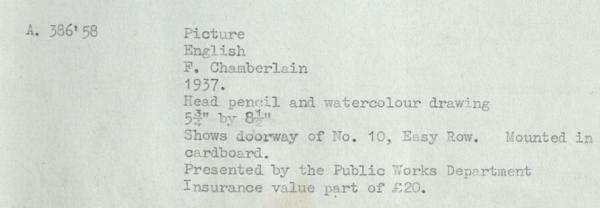 A. 386'58 Picture
English
F. Chamberlain
1937.
Head pencil and watercolour drawing
5¾" by 8½"
Shows doorway of No. 10, Easy Row. Mounted in
cardboard.
Presented by the Public Works Department
Insurance value part of £20.